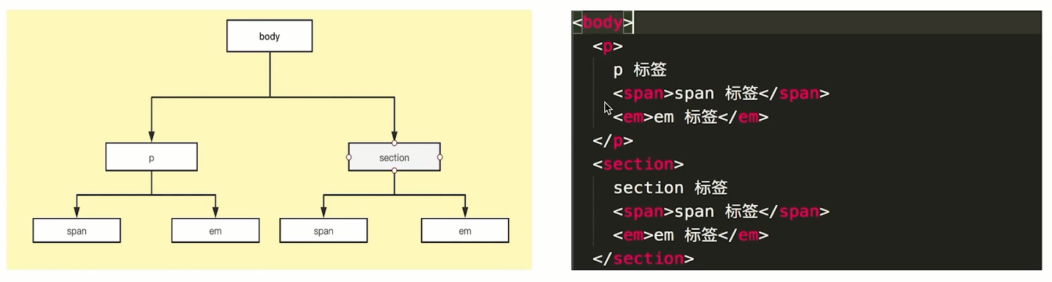 body
p
section
span
em
span
em
<body>
<p>
p 标签
<span>span 标签</span>
<em>em 标签</em>
</p>
<section>
section 标签
<span>span 标签</span>
<em>em 标签</em>
</section>